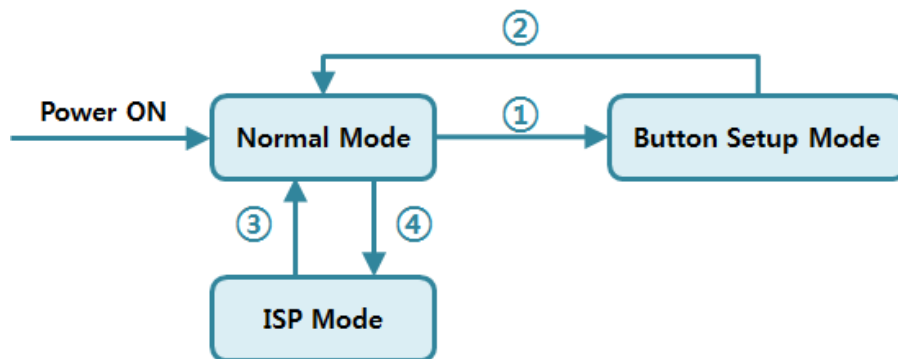 ②
Power ON
Normal Mode
①
Button Setup Mode
③
④
ISP Mode